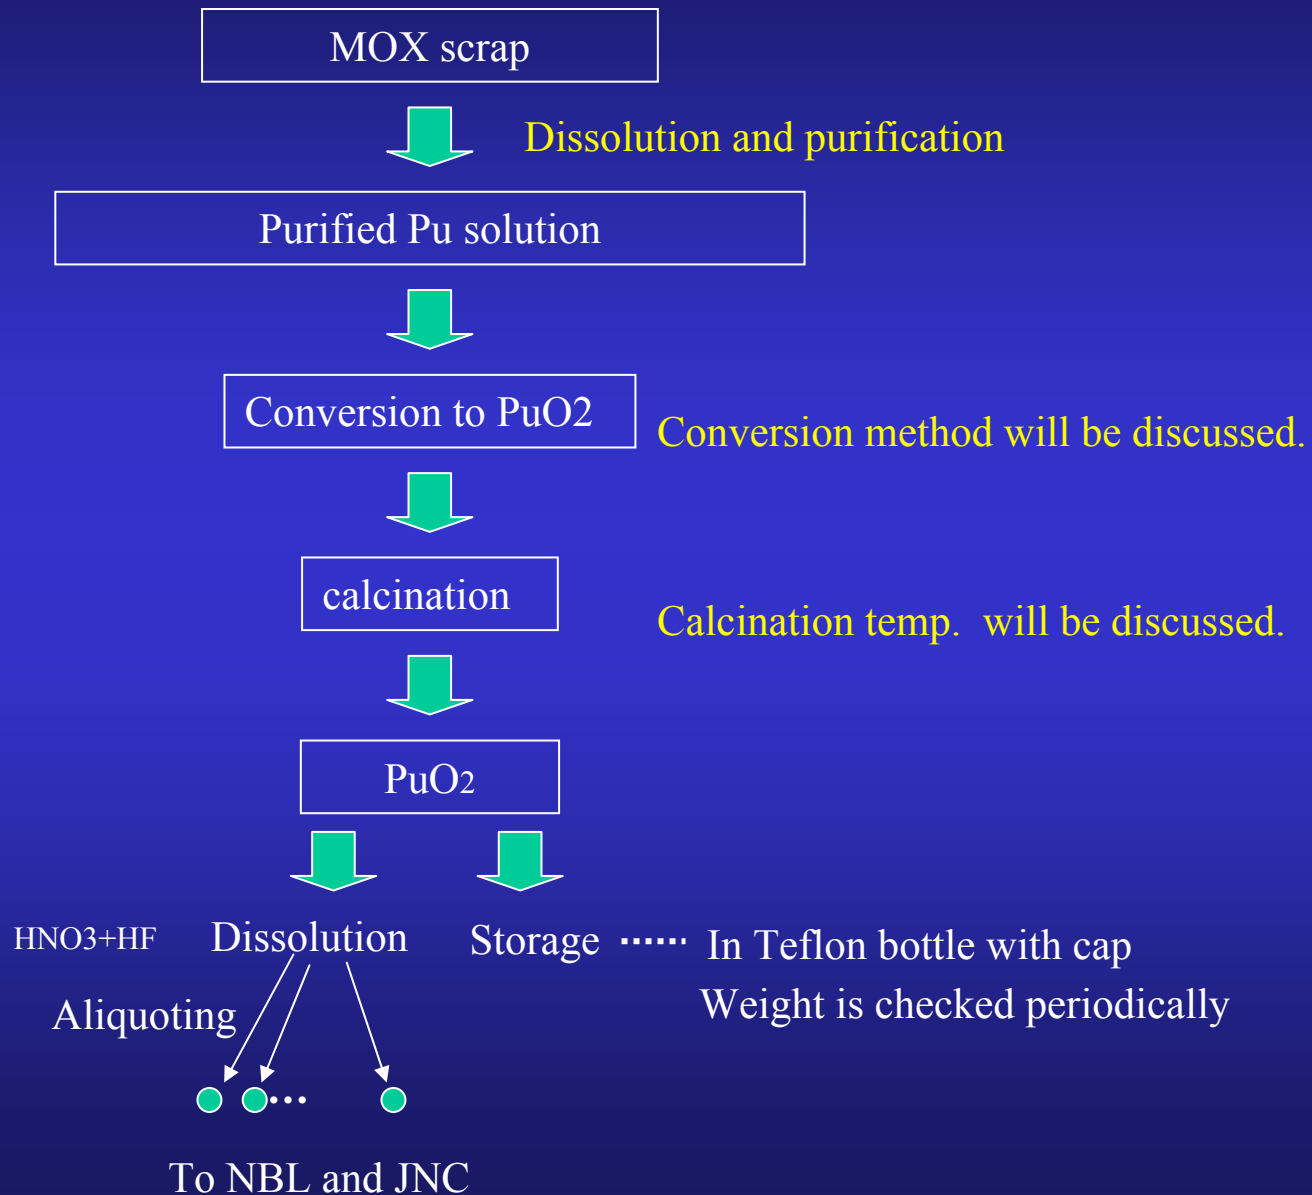 MOX scrap
Dissolution and purification
Purified Pu solution
Conversion to PuO2
Conversion method will be discussed.
calcination
Calcination temp. will be discussed.
PuO2
HNO3+HF Dissolution Storage ······ In Teflon bottle with cap
Aliquoting Weight is checked periodically
...
To NBL and JNC